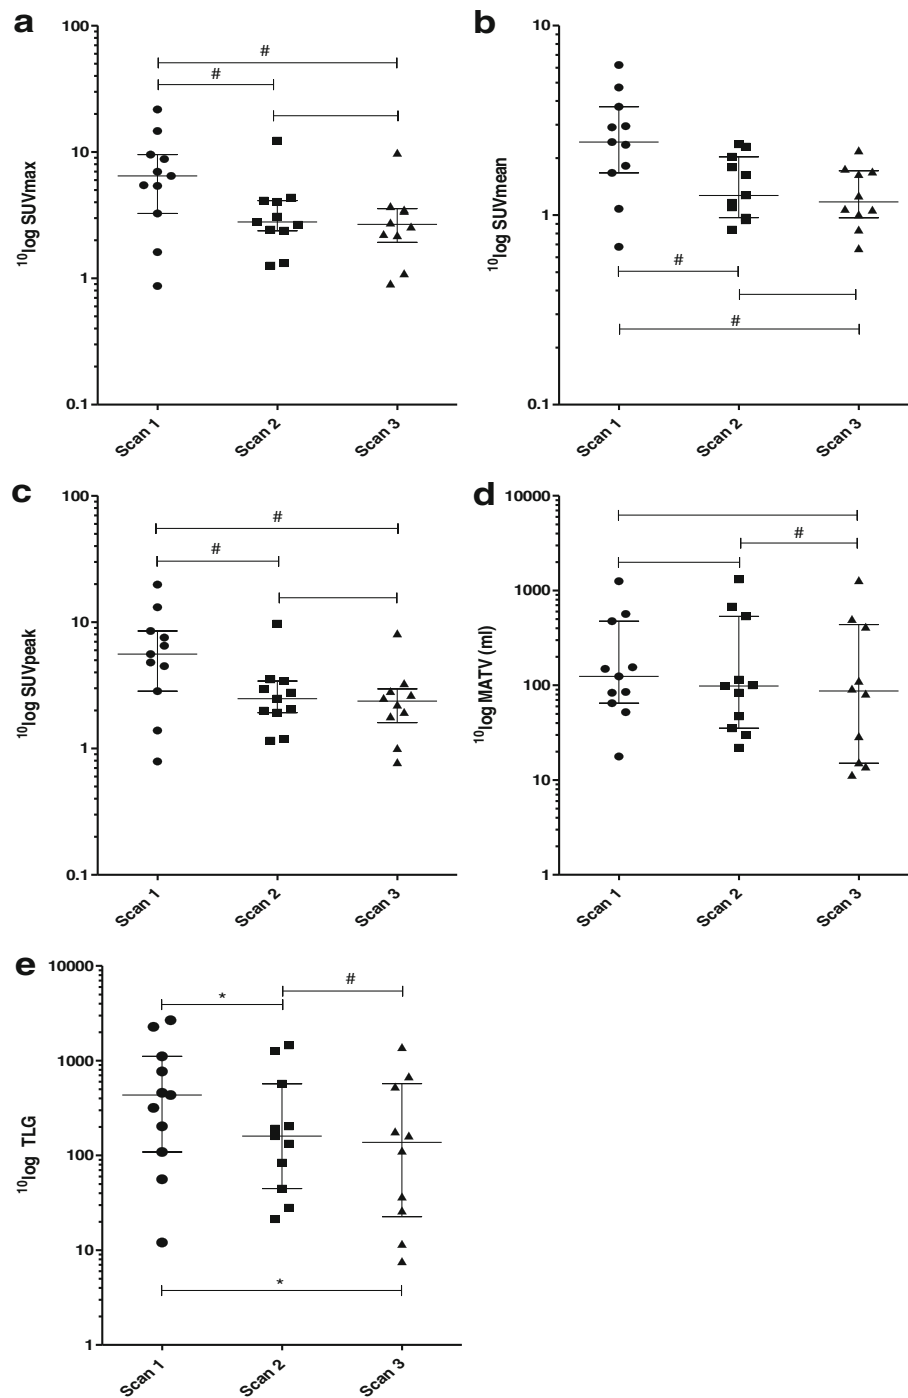 a
100
10
1
0.1
10log SUVmax
#
#
Scan 1
Scan 2
Scan 3
b
10
1
0.1
10log SUVmean
#
#
Scan 1
Scan 2
Scan 3
c
100
10
1
0.1
10log SUVpeak
#
#
Scan 1
Scan 2
Scan 3
d
10000
1000
100
10
1
10log MATV (ml)
#
Scan 1
Scan 2
Scan 3
e
10000
1000
100
10
1
10log TLG
#
*
*
Scan 1
Scan 2
Scan 3